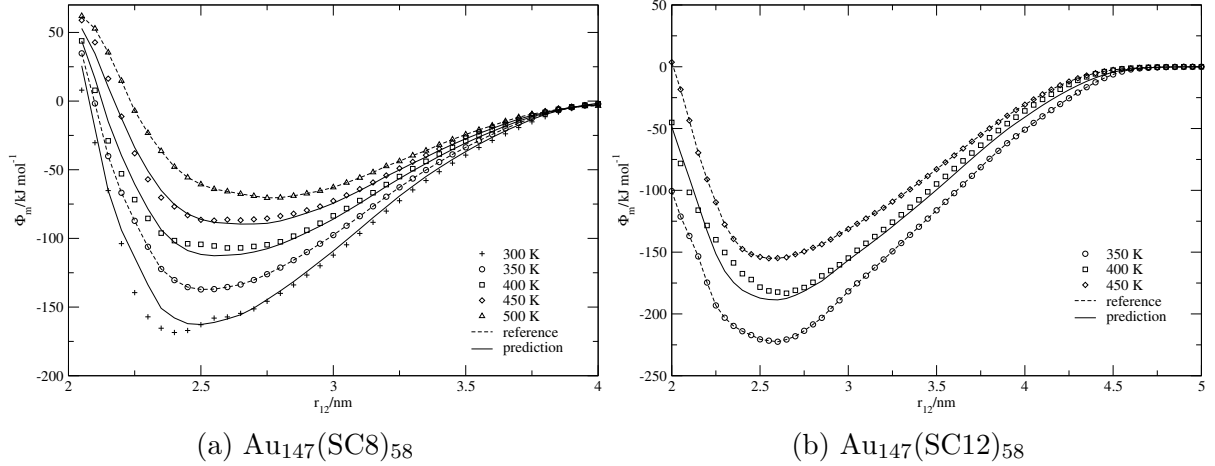 50
0
-50
-100
-150
-200
Φm/kJ mol-1
2
2.5
3
3.5
4
r12/nm
300 K
350 K
400 K
450 K
500 K
reference
prediction
(a) Au147(SC8)58
50
0
-50
-100
-150
-200
-250
Φm/kJ mol-1
2
2.5
3
3.5
4
4.5
5
r12/nm
350 K
400 K
450 K
reference
prediction
(b) Au147(SC12)58